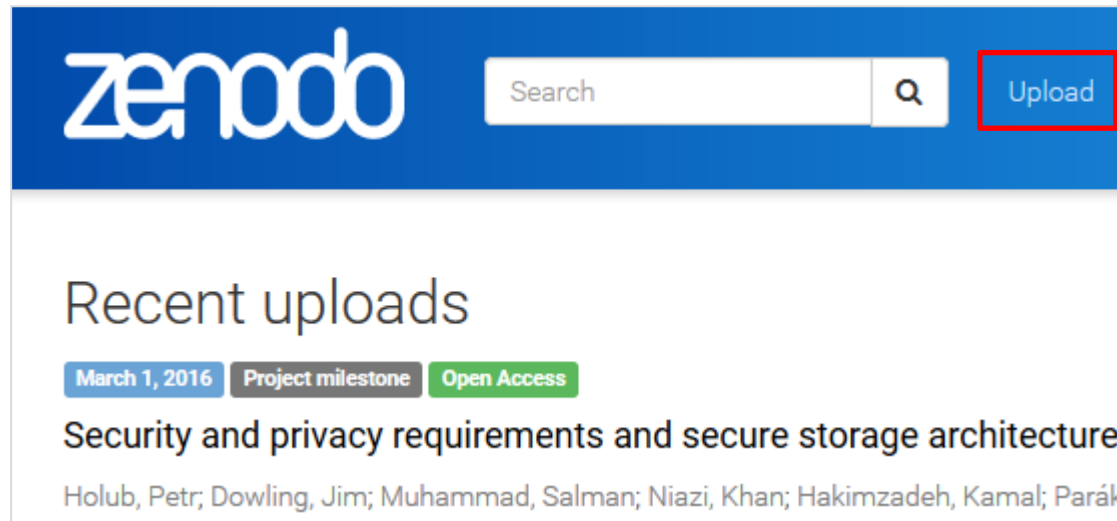 zenodo
Search
Upload
Recent uploads
March 1, 2016 Project milestone Open Access
Security and privacy requirements and secure storage architecture
Holub, Petr; Dowling, Jim; Muhammad, Salman; Niazi, Khan; Hakimzadeh, Kamal;